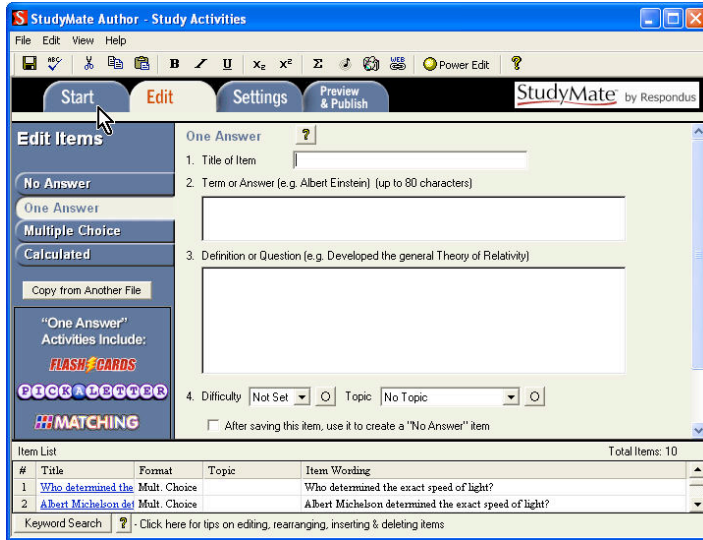 StudyMate Author - Study Activities
File Edit View Help
ABC B I U X₂ X² Σ WEB Power Edit ?
Start Edit Settings Preview & Publish StudyMate by Respondus
Edit Items
No Answer
One Answer
Multiple Choice
Calculated
Copy from Another File
"One Answer"
Activities Include:
FLASH CARDS
PICK A LETTER
MATCHING
One Answer ?
1. Title of Item
2. Term or Answer (e.g. Albert Einstein) (up to 80 characters)
3. Definition or Question (e.g. Developed the general Theory of Relativity)
4. Difficulty Not Set O Topic No Topic O
After saving this item, use it to create a "No Answer" item
Item List Total Items: 10
# Title Format Topic Item Wording
1 Who determined the Mult. Choice Who determined the exact speed of light?
2 Albert Michelson det Mult. Choice Albert Michelson determined the exact speed of light?
Keyword Search ? - Click here for tips on editing, rearranging, inserting & deleting items